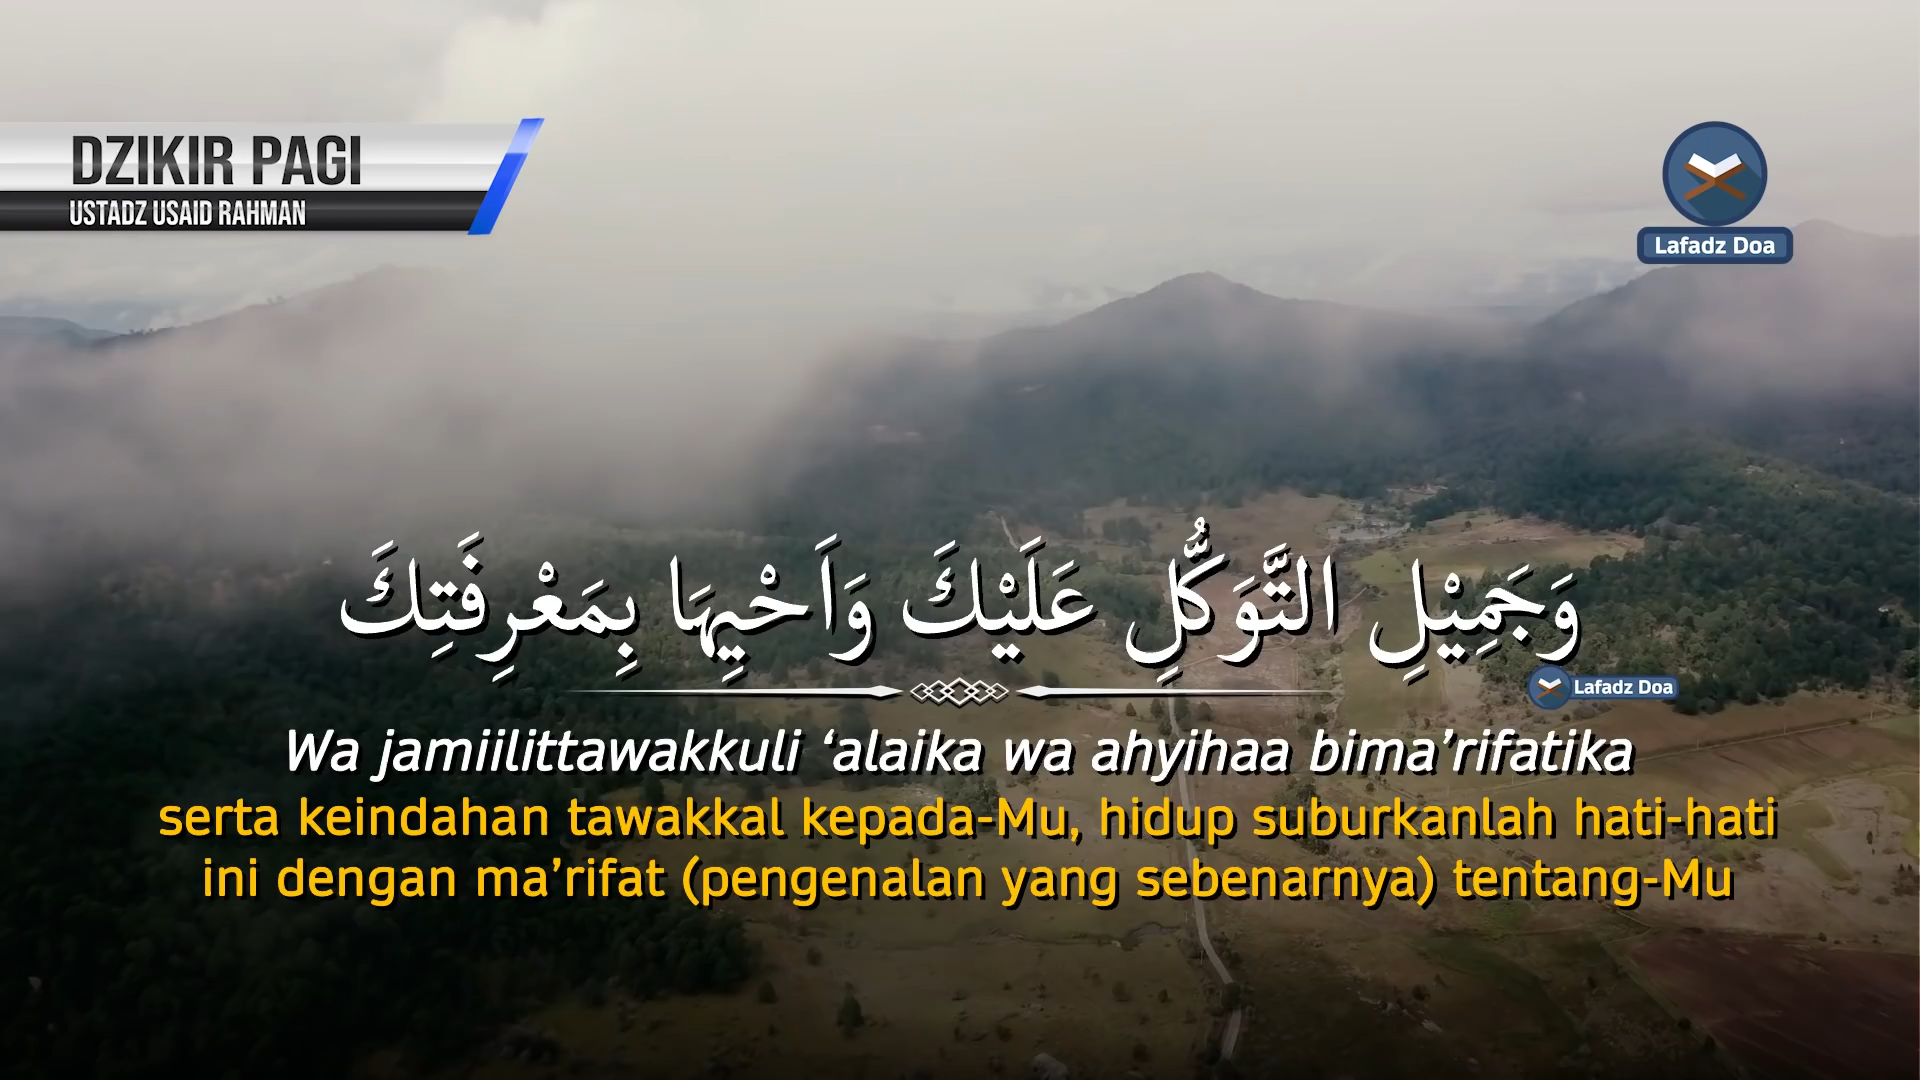 DZIKIR PAGI
USTADZ USAID RAHMAN
Lafadz Doa
وَجَمِيْلِ التَّوَكُّلِ عَلَيْكَ وَاَحْيِهَا بِمَعْرِفَتِكَ
Lafadz Doa
Wa jamiilittawakkuli ‘alaika wa ahyihaa bima’rifatika
serta keindahan tawakkal kepada-Mu, hidup suburkanlah hati-hati
ini dengan ma’rifat (pengenalan yang sebenarnya) tentang-Mu